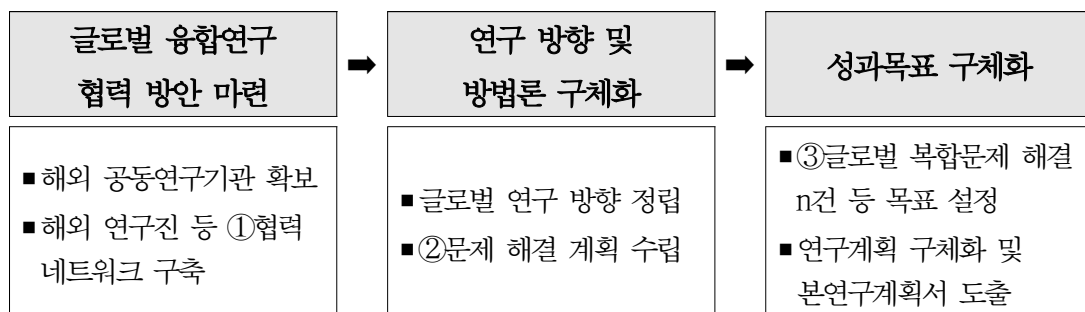 글로벌 융합연구
협력 방안 마련
➡
연구 방향 및
방법론 구체화
➡
성과목표 구체화
▪해외 공동연구기관 확보
▪해외 연구진 등 ①협력
네트워크 구축
▪글로벌 연구 방향 정립
▪②문제 해결 계획 수립
▪③글로벌 복합문제 해결
n건 등 목표 설정
▪연구계획 구체화 및
본연구계획서 도출